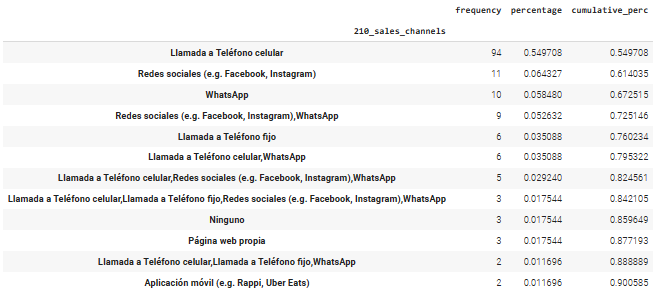 frequency percentage cumulative_perc
210_sales_channels
Llamada a Teléfono celular 94 0.549708 0.549708
Redes sociales (e.g. Facebook, Instagram) 11 0.064327 0.614035
WhatsApp 10 0.058480 0.672515
Redes sociales (e.g. Facebook, Instagram),WhatsApp 9 0.052632 0.725146
Llamada a Teléfono fijo 6 0.035088 0.760234
Llamada a Teléfono celular,WhatsApp 6 0.035088 0.795322
Llamada a Teléfono celular,Redes sociales (e.g. Facebook, Instagram),WhatsApp 5 0.029240 0.824561
Llamada a Teléfono celular,Llamada a Teléfono fijo,Redes sociales (e.g. Facebook, Instagram),WhatsApp 3 0.017544 0.842105
Ninguno 3 0.017544 0.859649
Página web propia 3 0.017544 0.877193
Llamada a Teléfono celular,Llamada a Teléfono fijo,WhatsApp 2 0.011696 0.888889
Aplicación móvil (e.g. Rappi, Uber Eats) 2 0.011696 0.900585